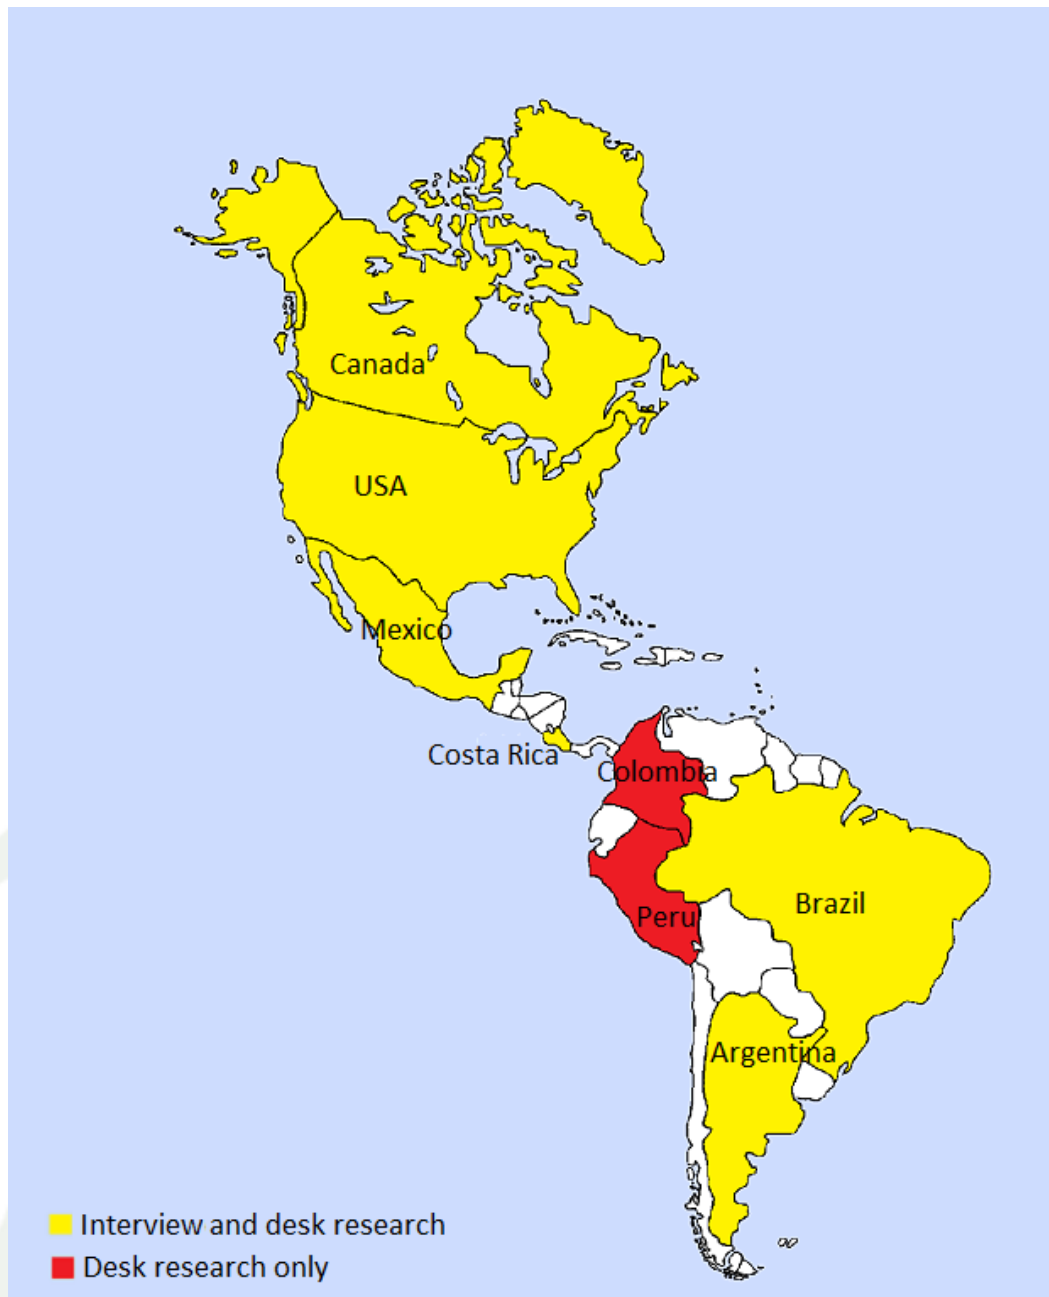 Canada
USA
Mexico
Costa Rica
Colombia
Brazil
Peru
Argentina
Interview and desk research
Desk research only